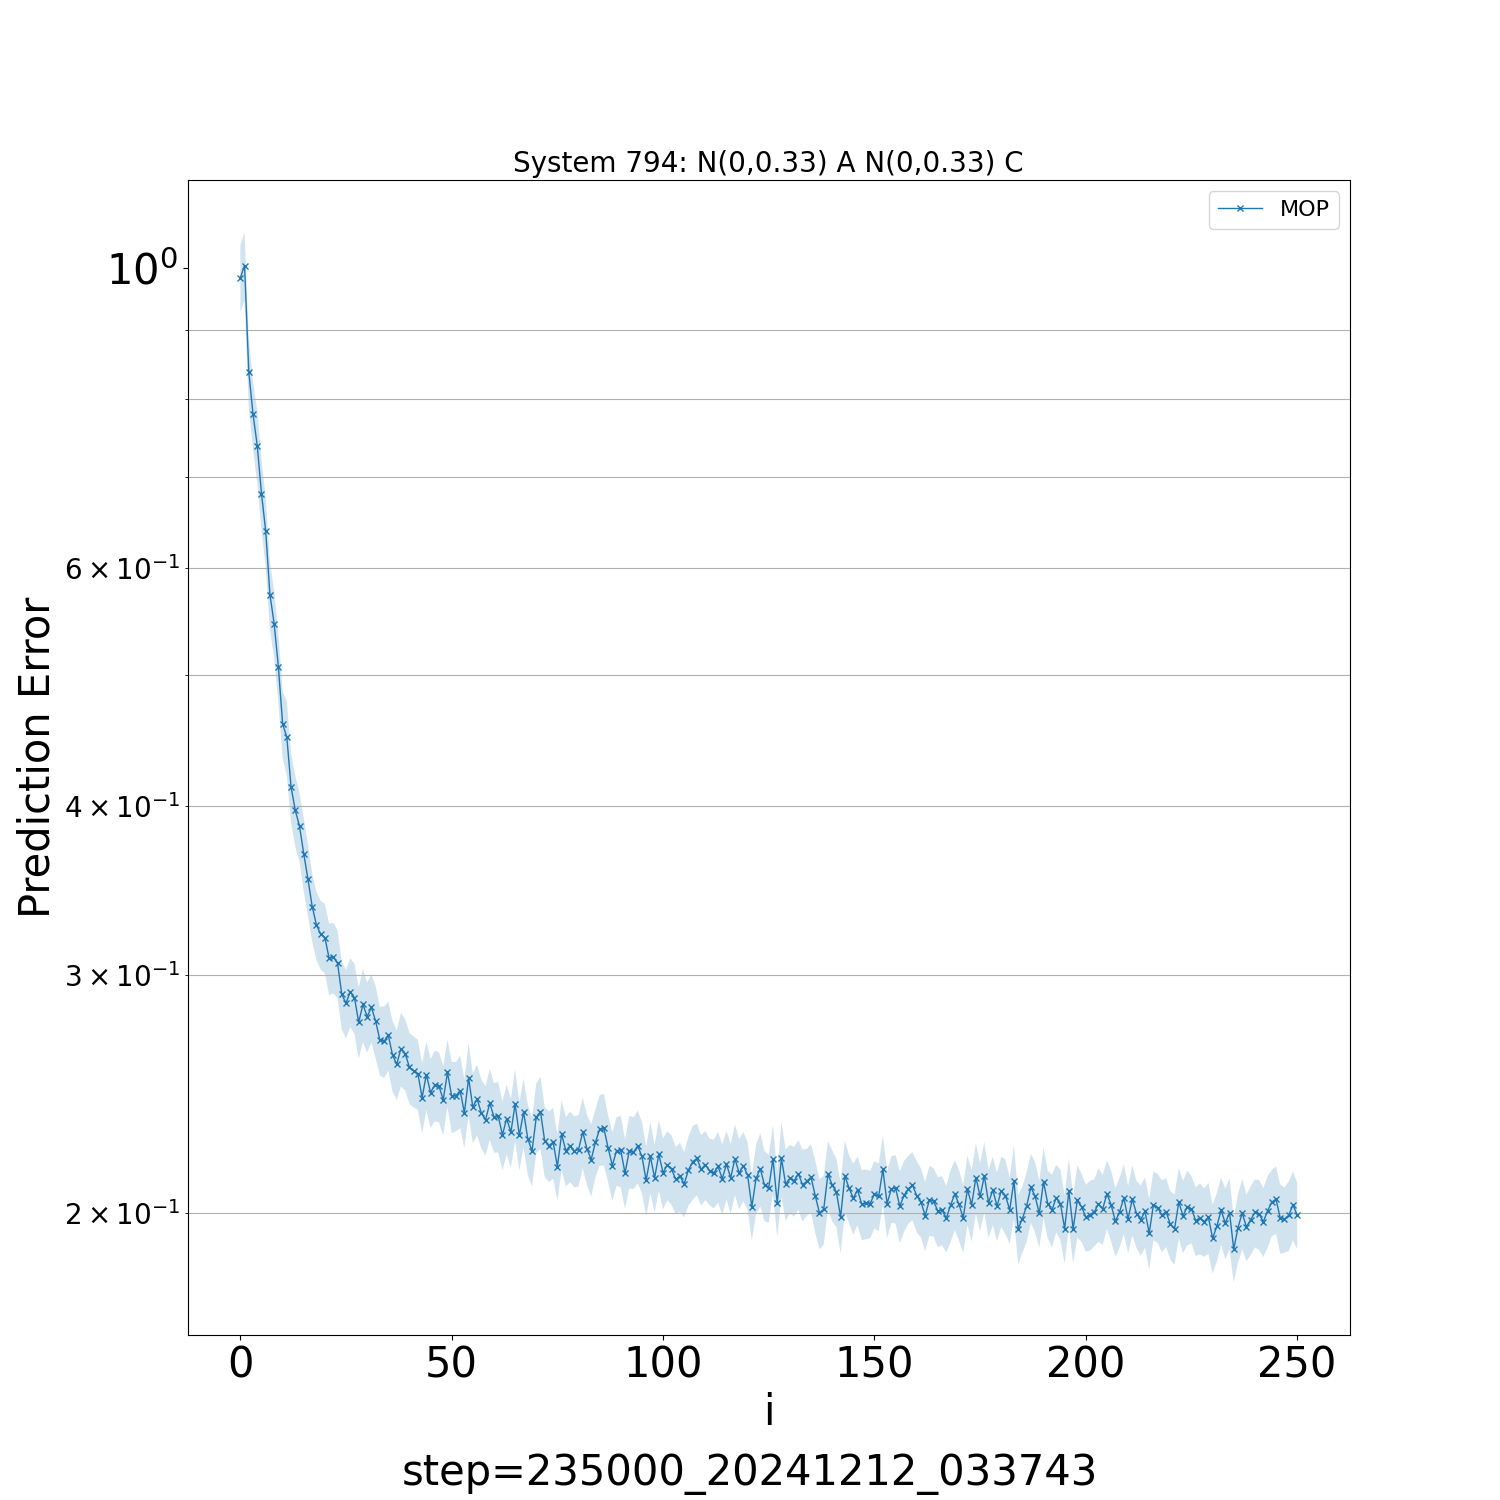 System 794: N(0,0.33) A N(0,0.33) C
MOP
10⁰
6 × 10⁻¹
4 × 10⁻¹
3 × 10⁻¹
2 × 10⁻¹
Prediction Error
0 50 100 150 200 250
i
step=235000_20241212_033743